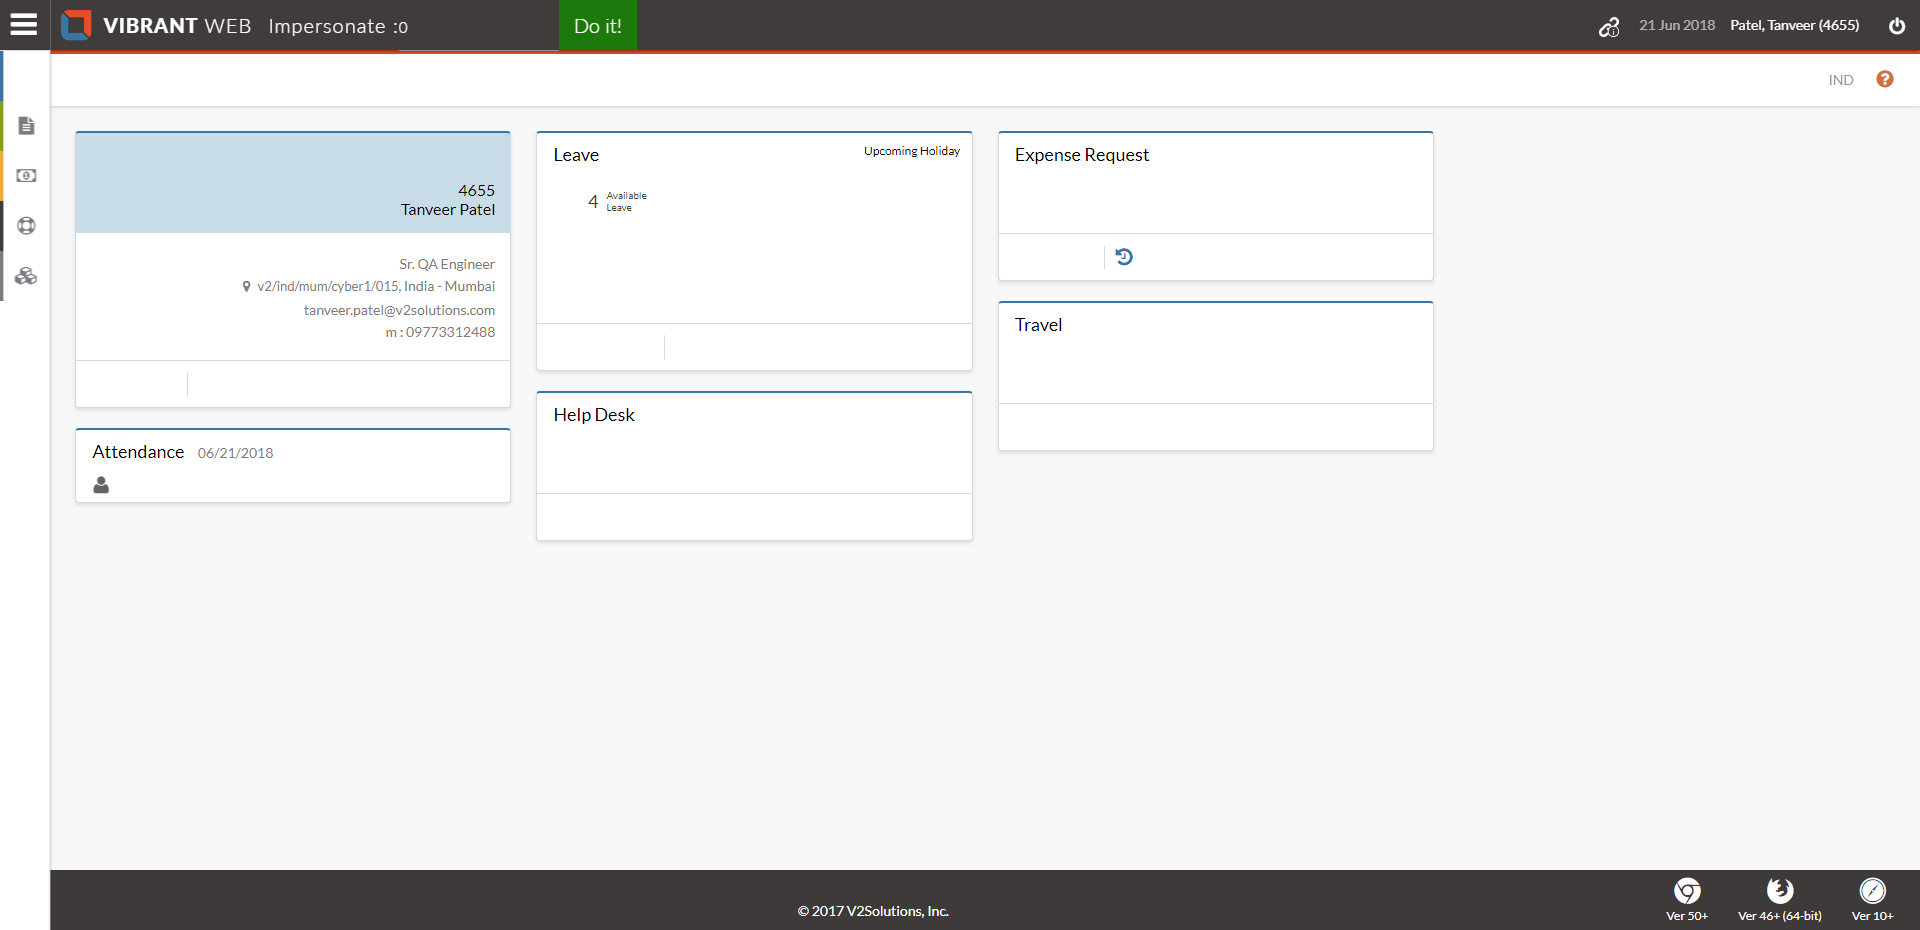 VIBRANT WEB Impersonate :0 Do it! 21 Jun 2018 Patel, Tanveer (4655)
IND
4655
Tanveer Patel
Sr. QA Engineer
v2/ind/mum/cyber1/015, India - Mumbai
tanveer.patel@v2solutions.com
m : 09773312488
Attendance 06/21/2018
Leave Upcoming Holiday
4 Available
Leave
Help Desk
Expense Request
Travel
© 2017 V2Solutions, Inc.
Ver 50+ Ver 46+ (64-bit) Ver 10+